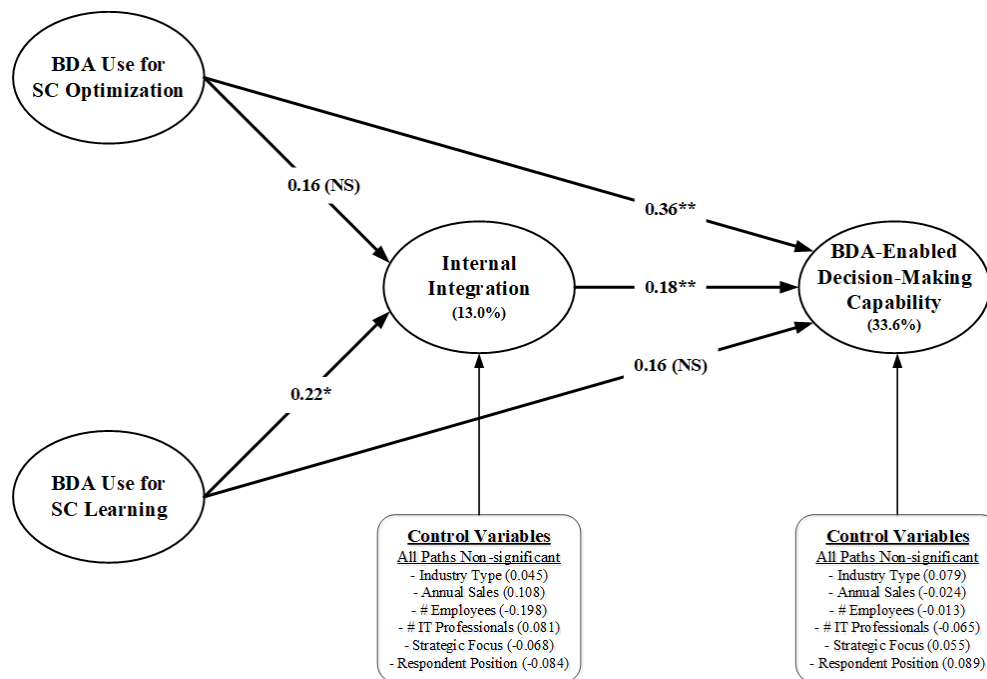 BDA Use for
SC Optimization
0.16 (NS)
0.36**
Internal
Integration
(13.0%)
0.18**
BDA-Enabled
Decision-Making
Capability
(33.6%)
0.22*
0.16 (NS)
BDA Use for
SC Learning
Control Variables
All Paths Non-significant
- Industry Type (0.045)
- Annual Sales (0.108)
- # Employees (-0.198)
- # IT Professionals (0.081)
- Strategic Focus (-0.068)
- Respondent Position (-0.084)
Control Variables
All Paths Non-significant
- Industry Type (0.079)
- Annual Sales (-0.024)
- # Employees (-0.013)
- # IT Professionals (-0.065)
- Strategic Focus (0.055)
- Respondent Position (0.089)